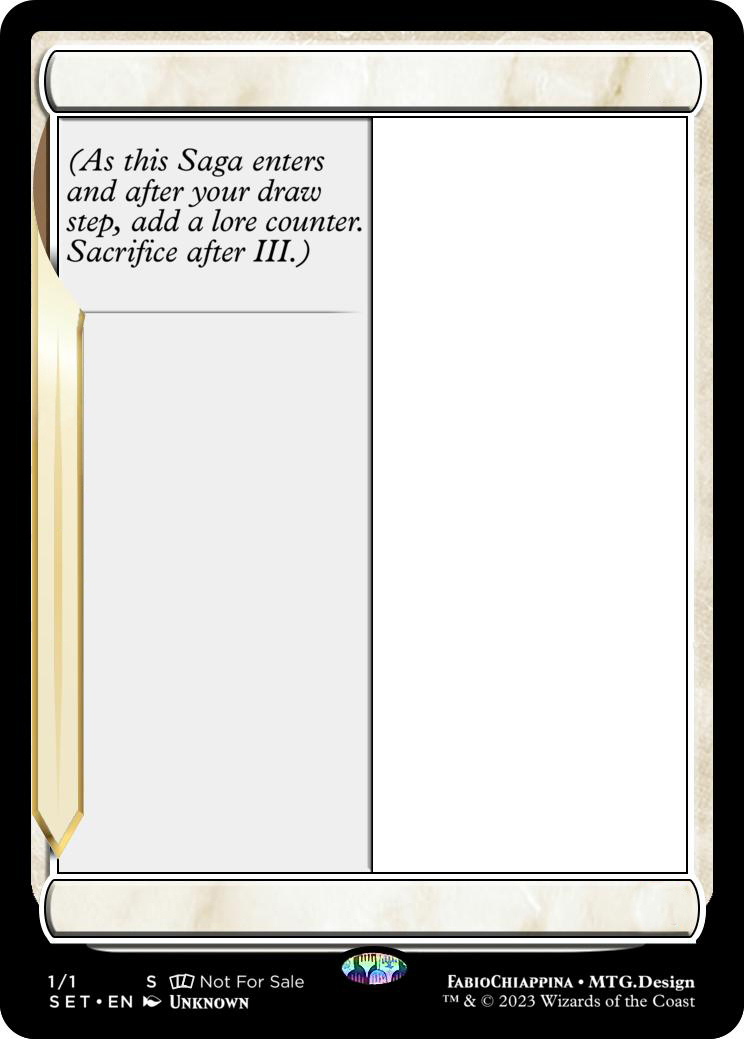 (As this Saga enters
and after your draw
step, add a lore counter.
Sacrifice after III.)
1/1 S Not For Sale
SET • EN Unknown
FabioChiappina • MTG.Design
™ & © 2023 Wizards of the Coast